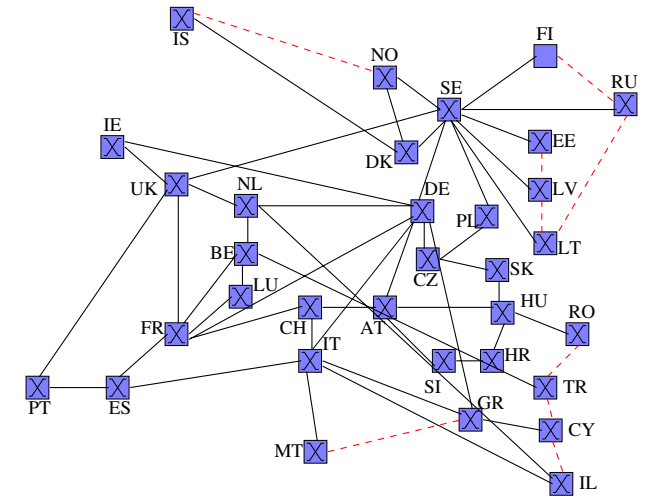 IS
FI
NO
RU
SE
IE
EE
DK
UK
NL
DE
LV
PL
BE
LT
SK
CZ
LU
HU
RO
FR
CH
AT
IT
HR
SI
TR
PT
ES
GR
CY
MT
IL